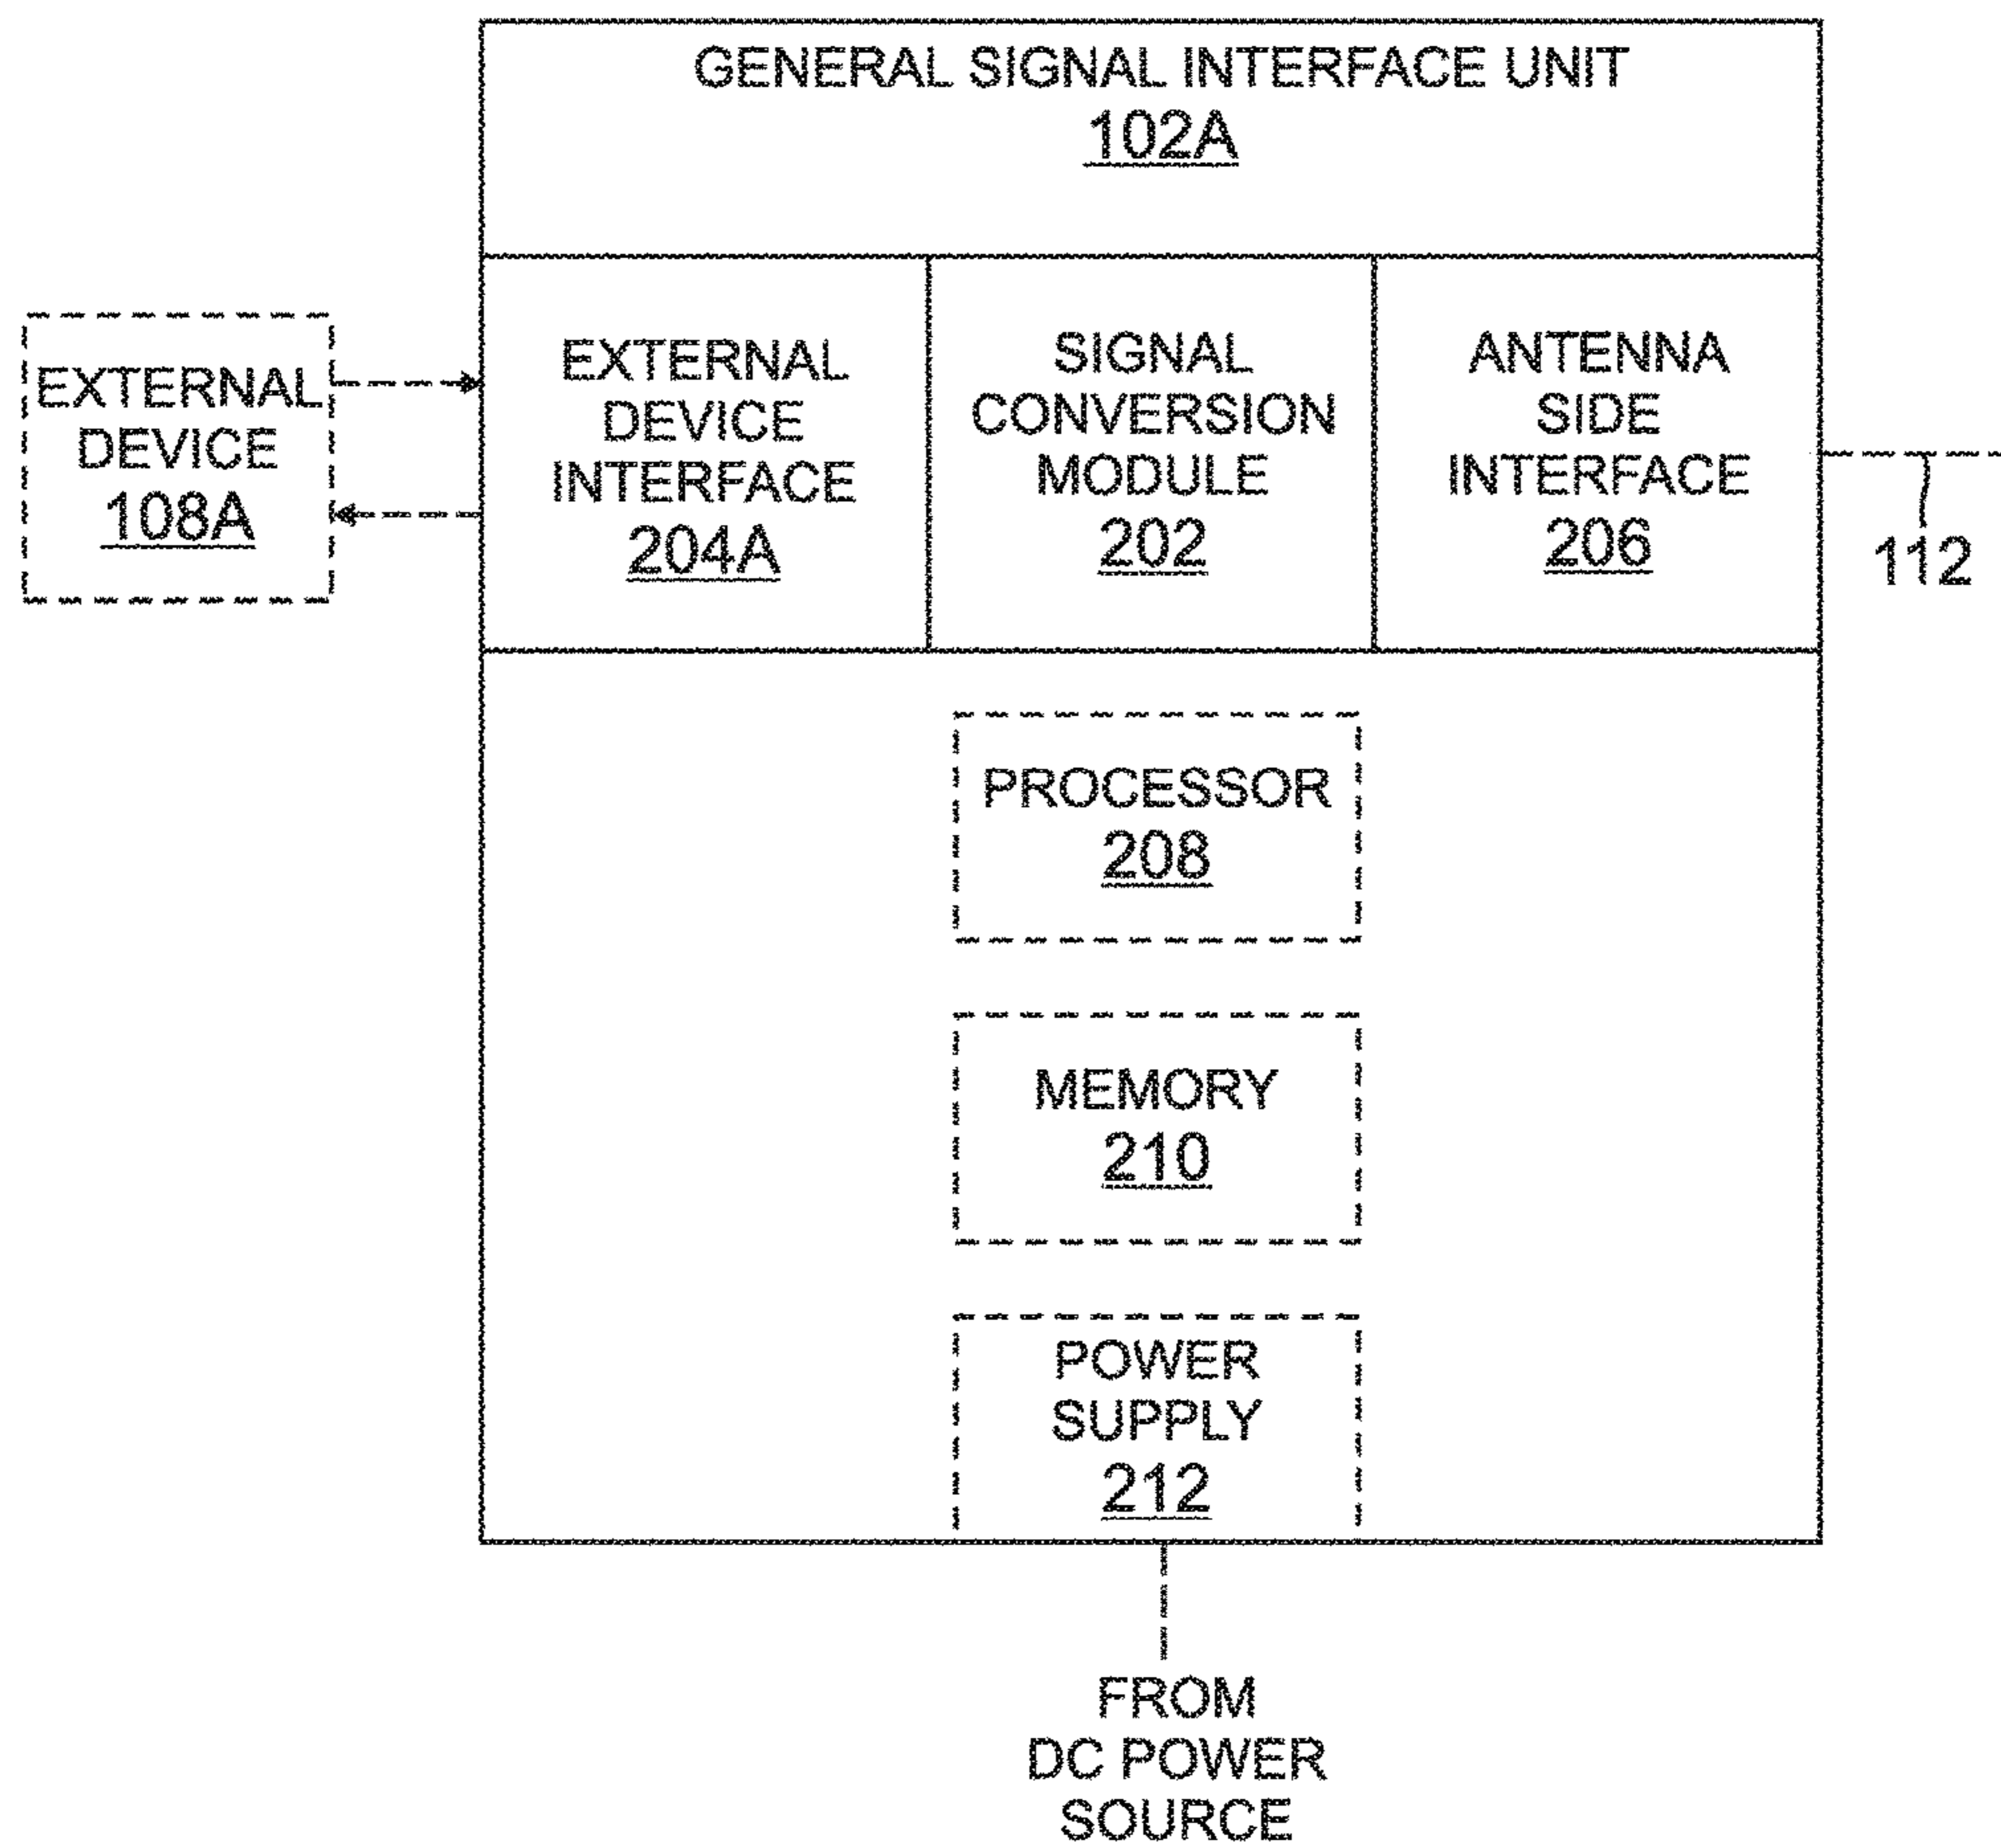 GENERAL SIGNAL INTERFACE UNIT
102A
EXTERNAL
DEVICE
108A
EXTERNAL
DEVICE
INTERFACE
204A
SIGNAL
CONVERSION
MODULE
202
ANTENNA
SIDE
INTERFACE
206
112
PROCESSOR
208
MEMORY
210
POWER
SUPPLY
212
FROM
DC POWER
SOURCE